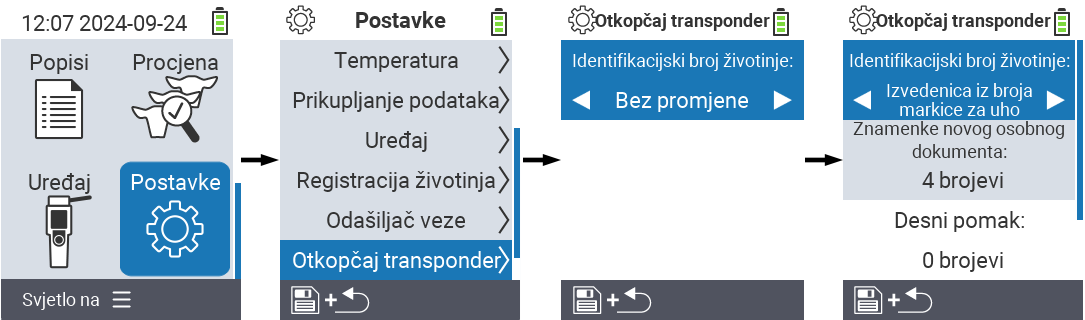 12:07 2024-09-24
Popisi
Procjena
Uređaj
Postavke
Svjetlo na
Postavke
Temperatura
Prikupljanje podataka
Uređaj
Registracija životinja
Odašiljač veze
Otkopčaj transponder
Otkopčaj transponder
Identifikacijski broj životinje:
Bez promjene
Otkopčaj transponder
Identifikacijski broj životinje:
Izvedenica iz broja
markice za uho
Znamenke novog osobnog
dokumenta:
4 brojevi
Desni pomak:
0 brojevi